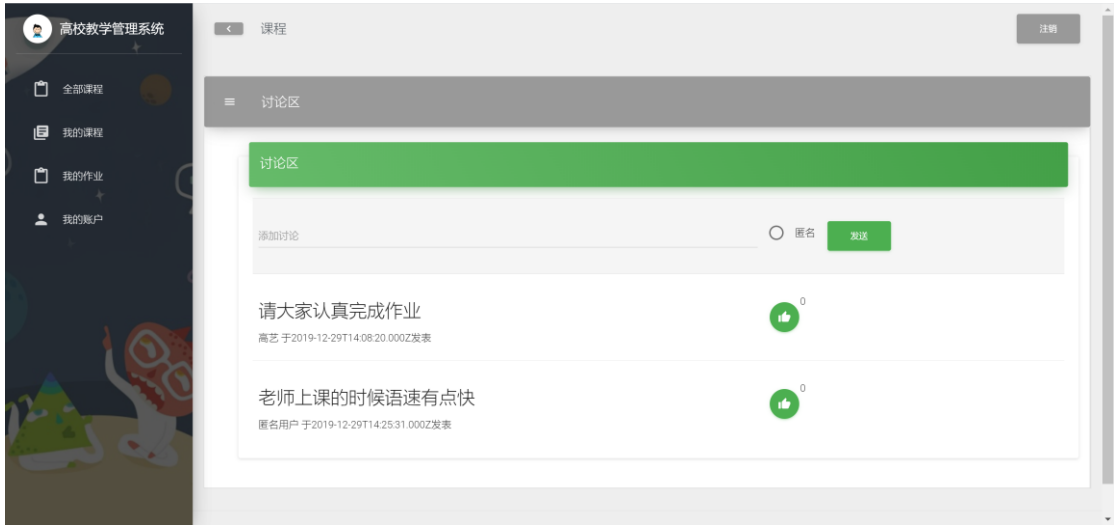 高校教学管理系统
课程
注销
全部课程
我的课程
我的作业
我的账户
讨论区
讨论区
添加讨论
匿名
发送
请大家认真完成作业
0
高艺 于2019-12-29T14:08:20.000Z发表
老师上课的时候语速有点快
0
匿名用户 于2019-12-29T14:25:31.000Z发表